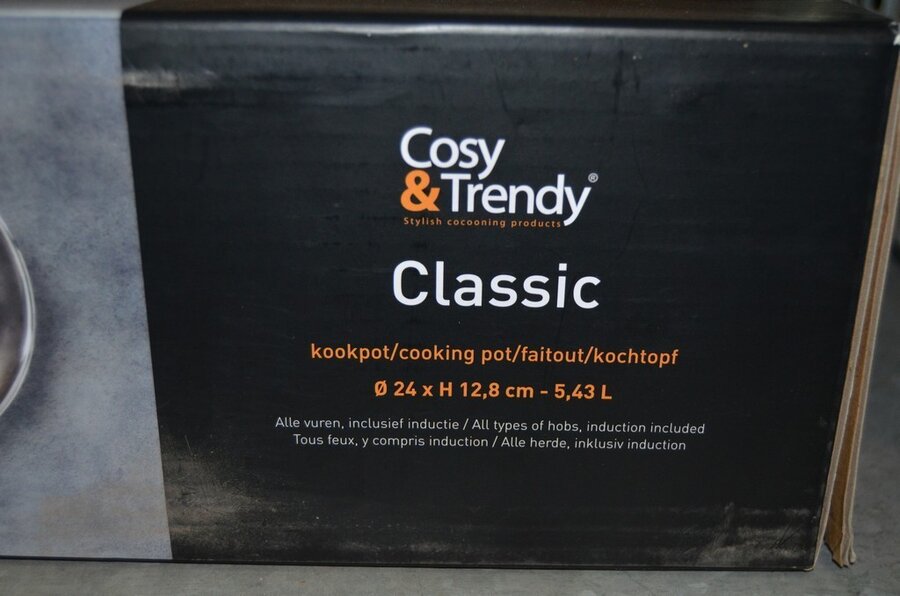 Cosy
& Trendy®
Stylish cocooning products
Classic
kookpot/cooking pot/faitout/kochtopf
Ø 24 x H 12,8 cm - 5,43 L
Alle vuren, inclusief inductie / All types of hobs, induction included
Tous feux, y compris induction / Alle herde, inklusiv induction